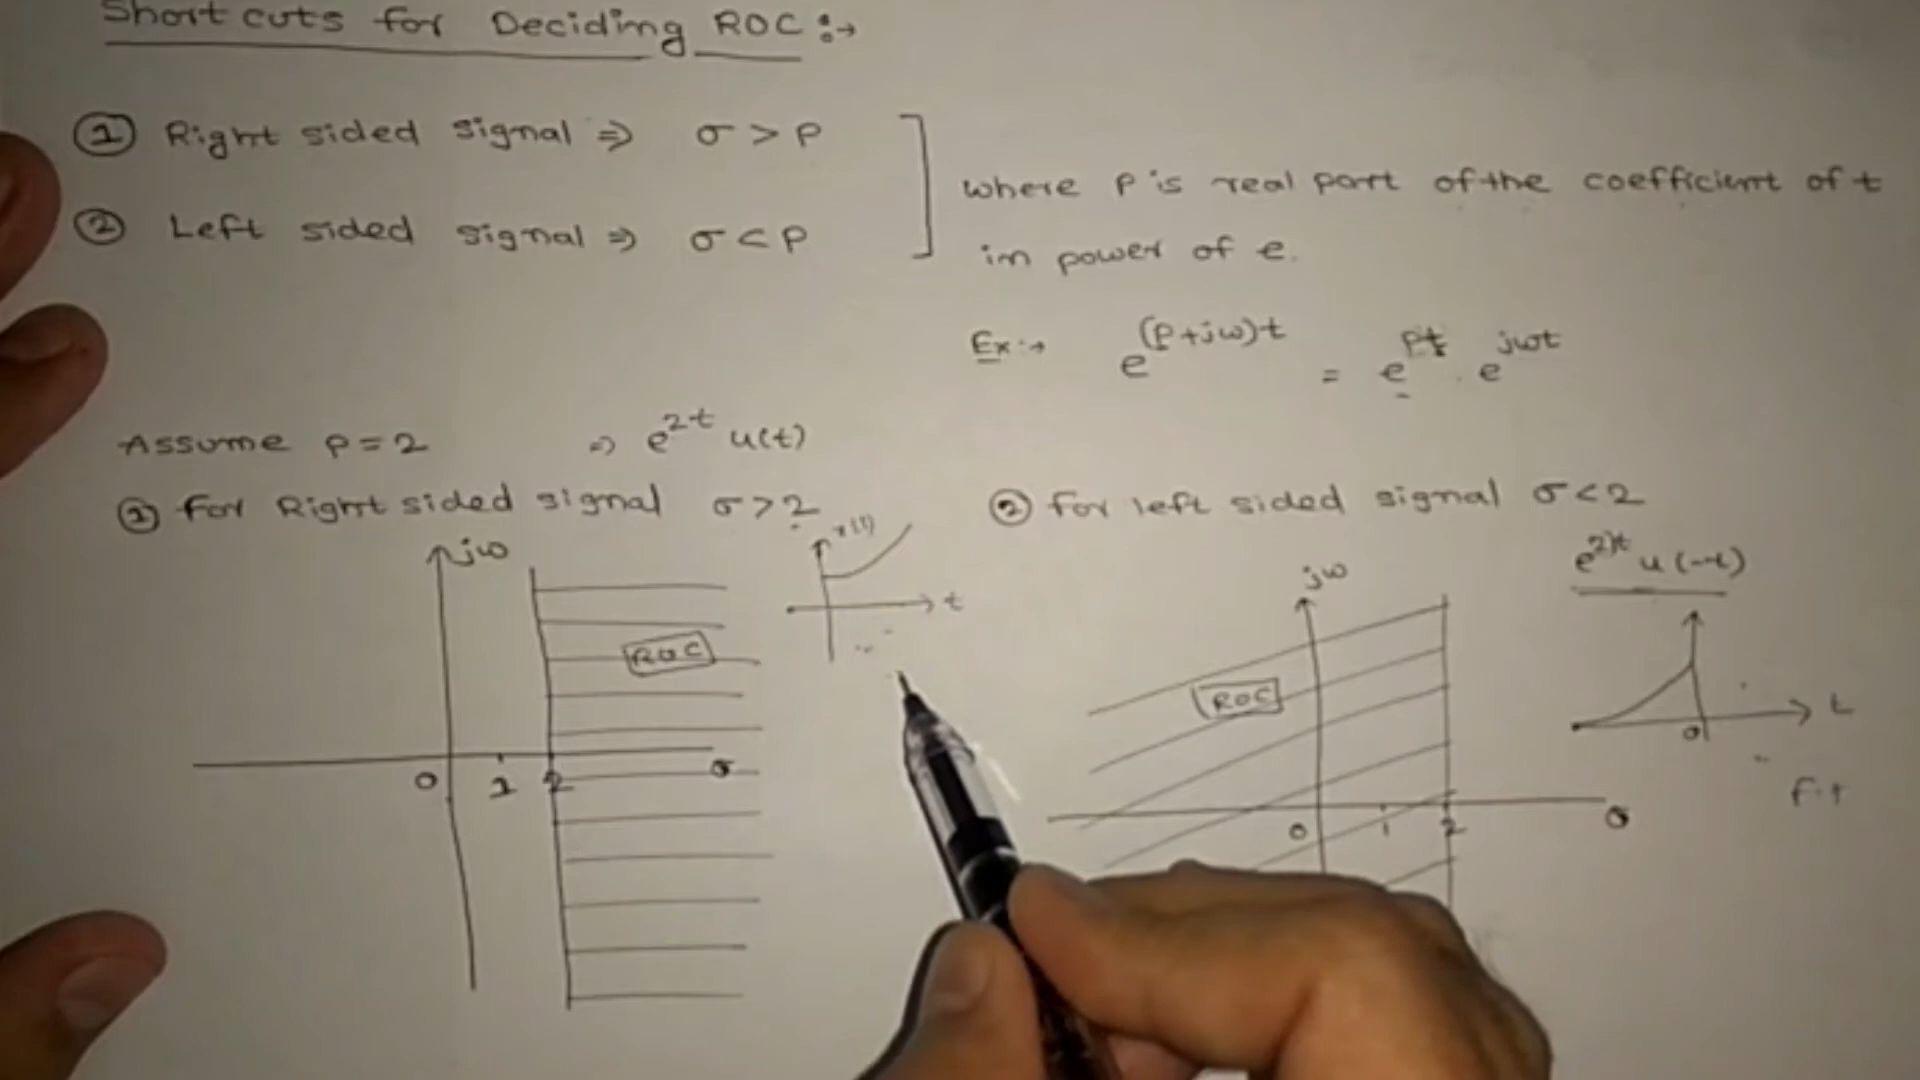 Short cuts for Deciding ROC :→
① Right sided signal ⇒ σ > P
② Left sided signal ⇒ σ < P
where P is real part of the coefficient of t
in power of e.
Ex :→ e^(P+jω)t = e^Pt . e^jωt
Assume P = 2 ⇒ e^2t u(t)
① for Right sided signal σ > 2
jω
ROC
0 1 2 σ
x(t)
t
② for left sided signal σ < 2
e^2t u(-t)
jω
ROC
0 1 2 σ
t
0